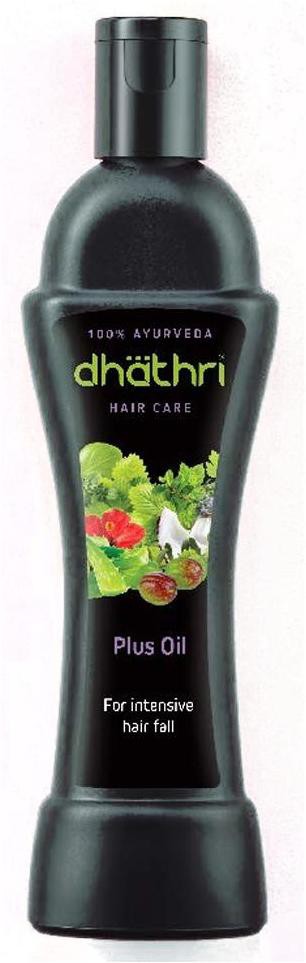 100% AYURVEDA
dhäthri
HAIR CARE
Plus Oil
For intensive
hair fall